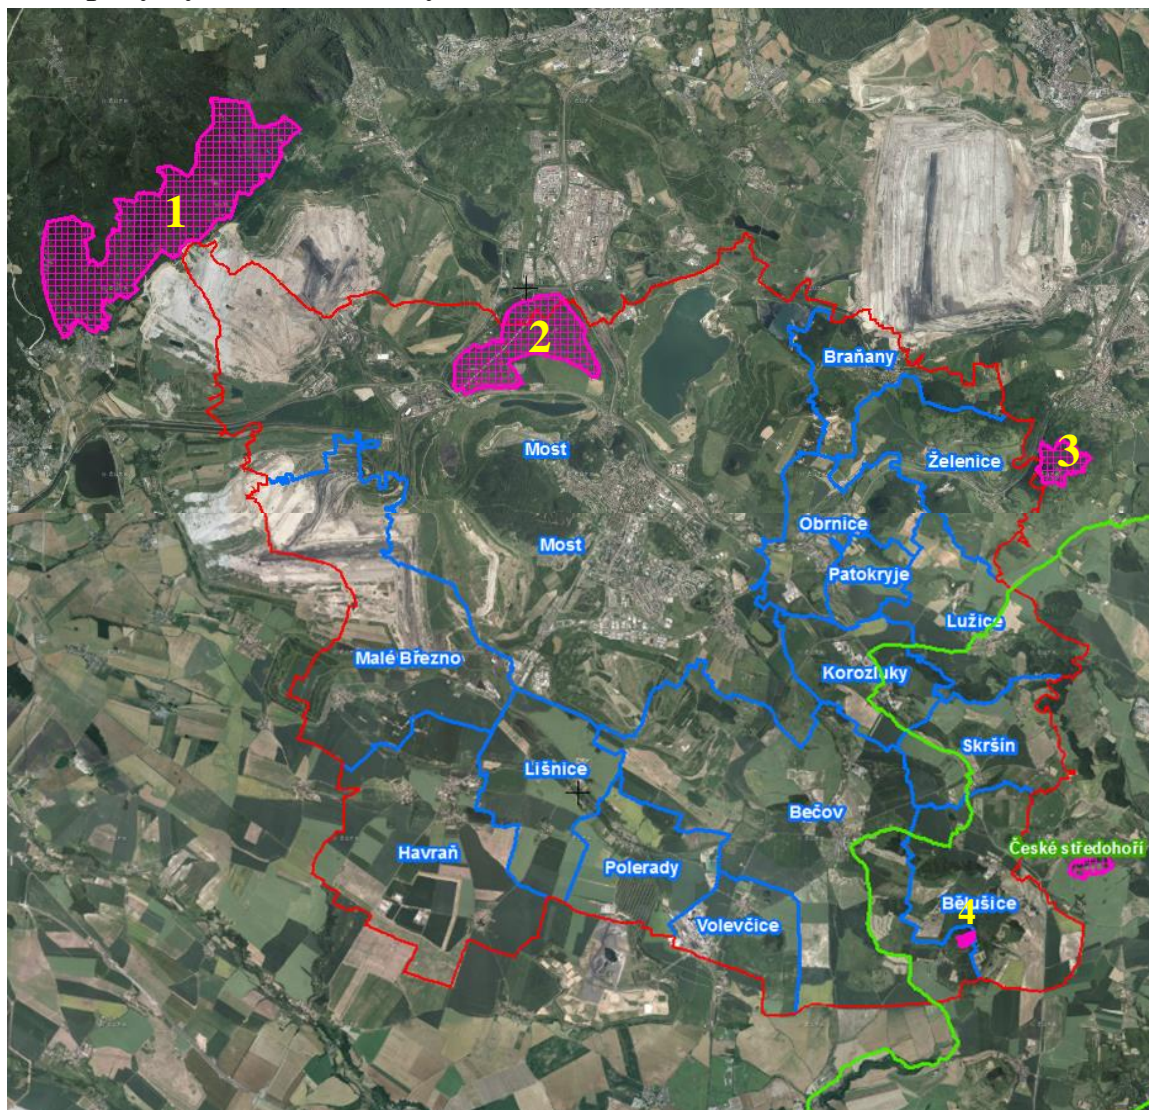 1
2
Braňany
3
Most
Želenice
Obrnice
Most
Patokryje
Lužice
Malé Březno
Korozluky
Skršín
Lišnice
Bečov
České středohoří
Havraň
Polerady
Bělušice
4
Volevčice